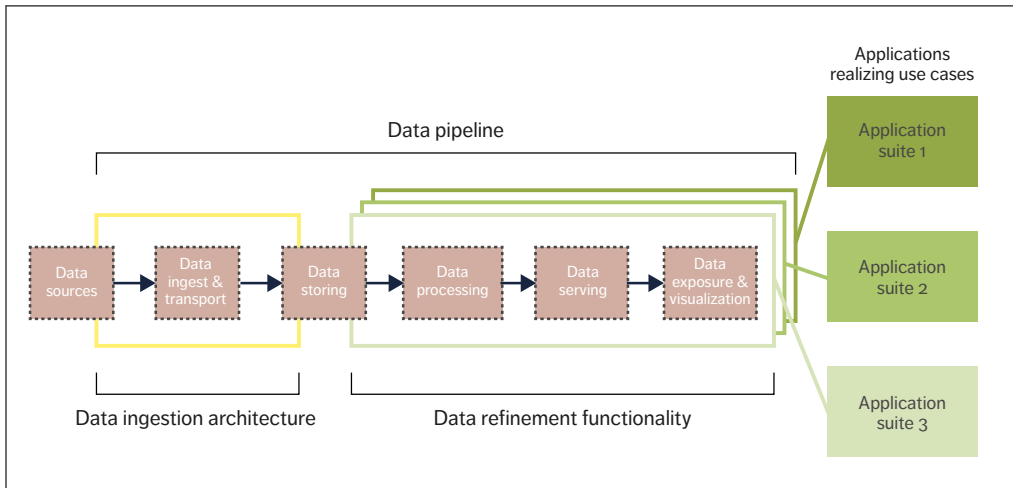 Applications
realizing use cases
Data pipeline
Application
suite 1
Application
suite 2
Application
suite 3
Data
sources
Data
ingest &
transport
Data
storing
Data
processing
Data
serving
Data
exposure &
visualization
Data ingestion architecture
Data refinement functionality